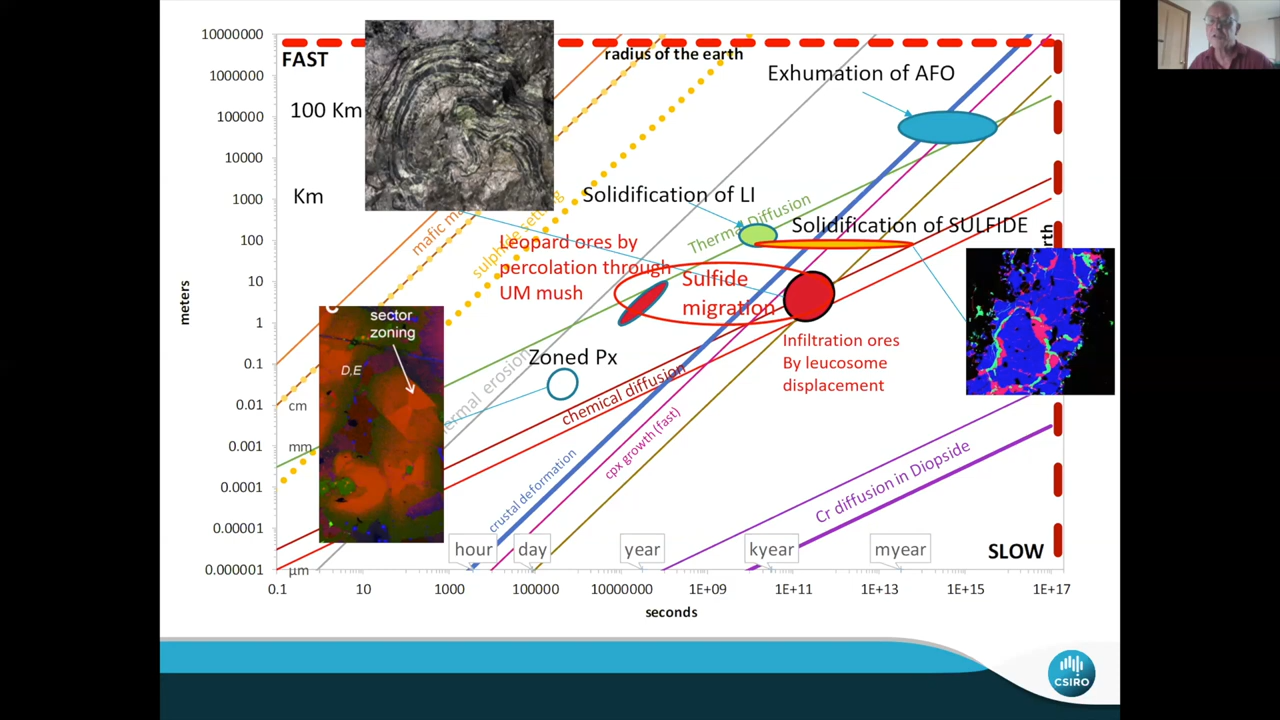 10000000
1000000
100000
10000
1000
100
10
1
0.1
0.01
0.001
0.0001
0.00001
0.000001
meters
FAST
100 Km
Km
cm
mm
µm
radius of the earth
Exhumation of AFO
Solidification of LI
Thermal Diffusion
Solidification of SULFIDE
rth
mafic
sulphide
Leopard ores by
percolation through
UM mush
Sulfide
migration
Infiltration ores
By leucosome
displacement
sector
zoning
D,E
Zoned Px
ermal erosion
chemical diffusion
crustal deformation
cpx growth (fast)
Cr diffusion in Diopside
SLOW
hour
day
year
kyear
myear
0.1
10
1000
100000
10000000
1E+09
1E+11
1E+13
1E+15
1E+17
seconds
CSIRO